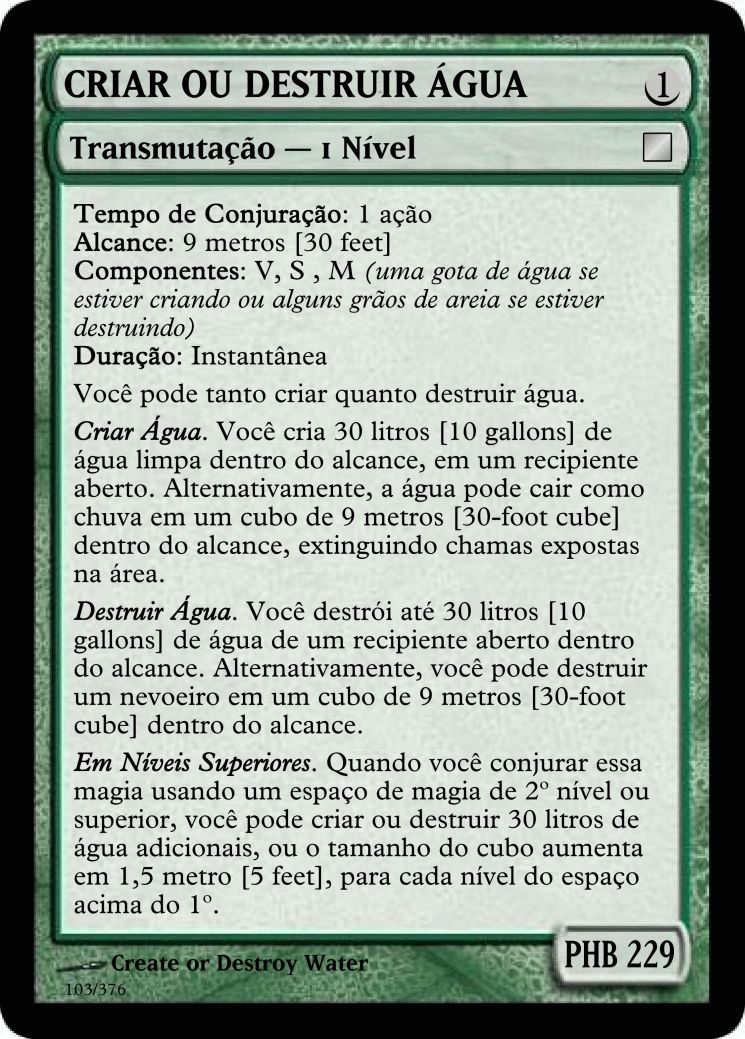 CRIAR OU DESTRUIR ÁGUA 1
Transmutação — 1 Nível
Tempo de Conjuração: 1 ação
Alcance: 9 metros [30 feet]
Componentes: V, S , M (uma gota de água se
estiver criando ou alguns grãos de areia se estiver
destruindo)
Duração: Instantânea
Você pode tanto criar quanto destruir água.
Criar Água. Você cria 30 litros [10 gallons] de
água limpa dentro do alcance, em um recipiente
aberto. Alternativamente, a água pode cair como
chuva em um cubo de 9 metros [30-foot cube]
dentro do alcance, extinguindo chamas expostas
na área.
Destruir Água. Você destrói até 30 litros [10
gallons] de água de um recipiente aberto dentro
do alcance. Alternativamente, você pode destruir
um nevoeiro em um cubo de 9 metros [30-foot
cube] dentro do alcance.
Em Níveis Superiores. Quando você conjurar essa
magia usando um espaço de magia de 2º nível ou
superior, você pode criar ou destruir 30 litros de
água adicionais, ou o tamanho do cubo aumenta
em 1,5 metro [5 feet], para cada nível do espaço
acima do 1º.
PHB 229
Create or Destroy Water
103/376